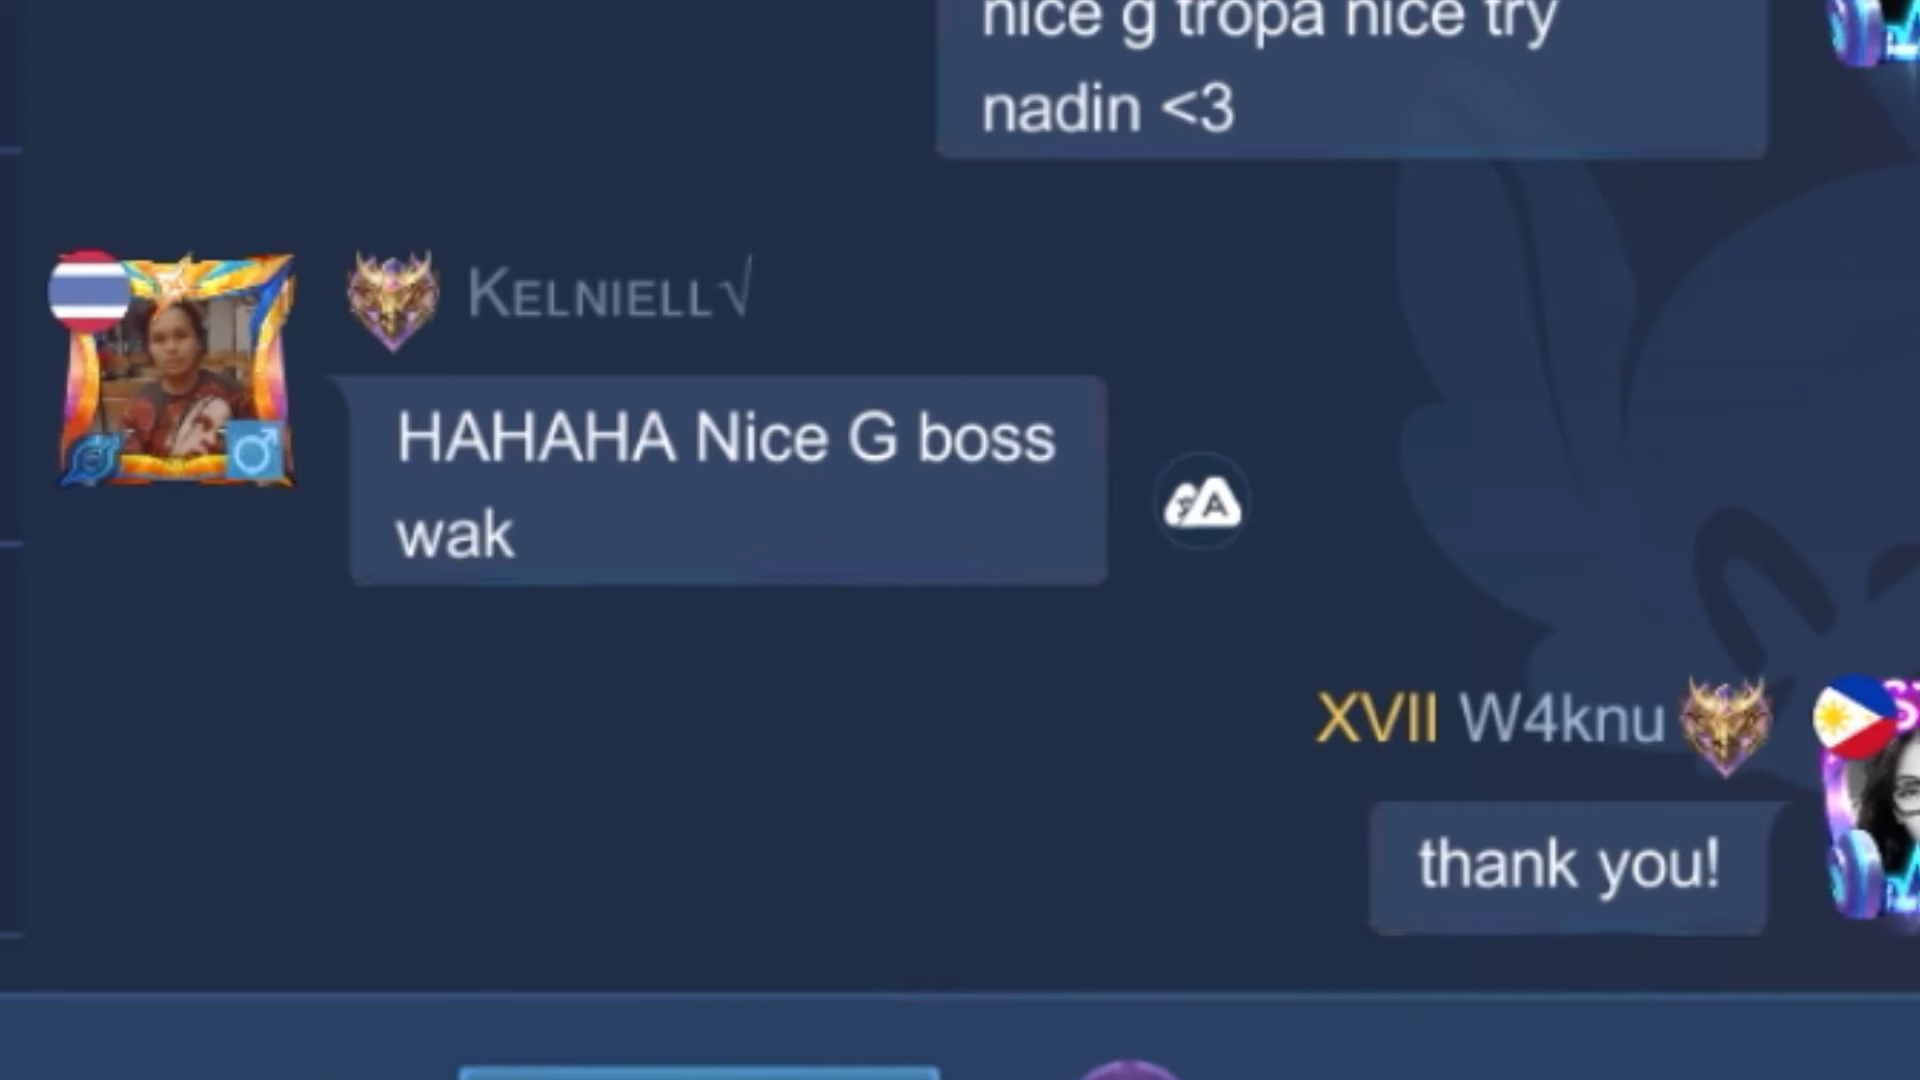 nice g tropa nice try
nadin <3
KELNIELL√
HAHAHA Nice G boss
wak
XVII W4knu
thank you!